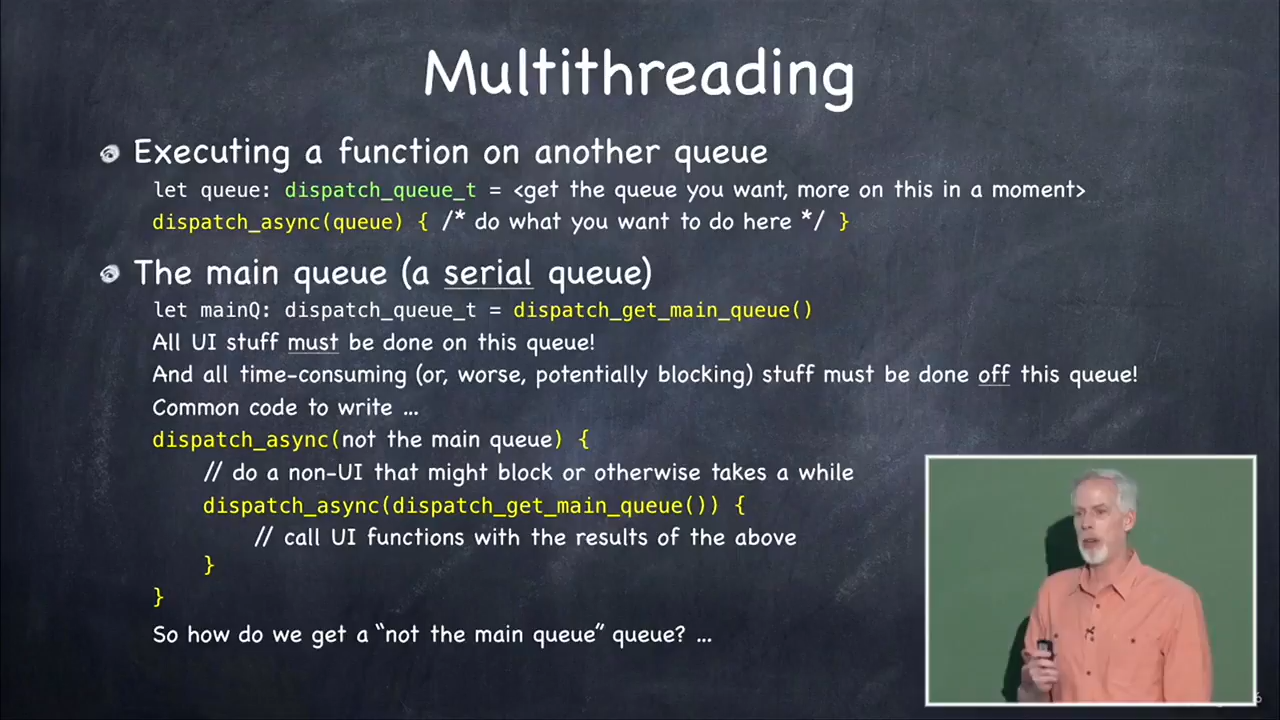 Multithreading
Executing a function on another queue
let queue: dispatch_queue_t = <get the queue you want, more on this in a moment>
dispatch_async(queue) { /* do what you want to do here */ }
The main queue (a serial queue)
let mainQ: dispatch_queue_t = dispatch_get_main_queue()
All UI stuff must be done on this queue!
And all time-consuming (or, worse, potentially blocking) stuff must be done off this queue!
Common code to write ...
dispatch_async(not the main queue) {
// do a non-UI that might block or otherwise takes a while
dispatch_async(dispatch_get_main_queue()) {
// call UI functions with the results of the above
}
}
So how do we get a “not the main queue” queue? ...